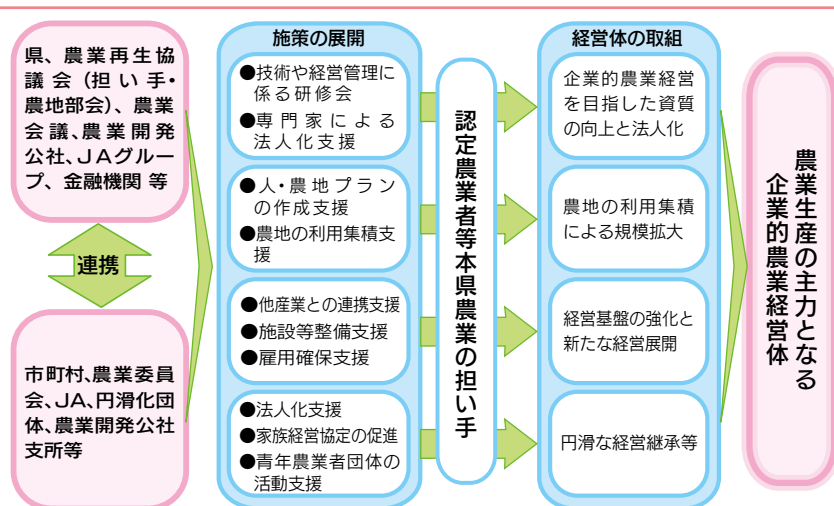 県、農業再生協
議会（担い手・
農地部会）、農業
会議、農業開発
公社、ＪＡグルー
プ、金融機関 等
連携
市町村、農業委員
会、JA、円滑化団
体、農業開発公社
支所等
施策の展開
●技術や経営管理に
係る研修会
●専門家による
法人化支援
●人・農地プラン
の作成支援
●農地の利用集積支
援
●他産業との連携支援
●施設等整備支援
●雇用確保支援
●法人化支援
●家族経営協定の促進
●青年農業者団体の
活動支援
認定農業者等本県農業の担い手
経営体の取組
企業的農業経営
を目指した資質
の向上と法人化
農地の利用集積
による規模拡大
経営基盤の強化と
新たな経営展開
円滑な経営継承等
農業生産の主力となる
企業的農業経営体